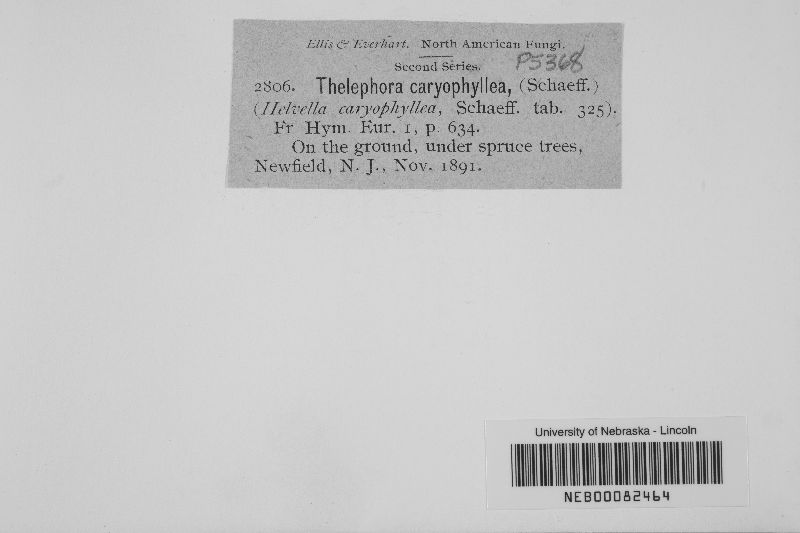 Ellis & Everhart. North American Fungi.
Second Series. P5368
2806. Thelephora caryophyllea, (Schaeff.)
(Helvella caryophyllea, Schaeff. tab. 325).
Fr Hym. Eur. 1, p. 634.
On the ground, under spruce trees,
Newfield, N. J., Nov. 1891.
University of Nebraska - Lincoln
NEB00082464